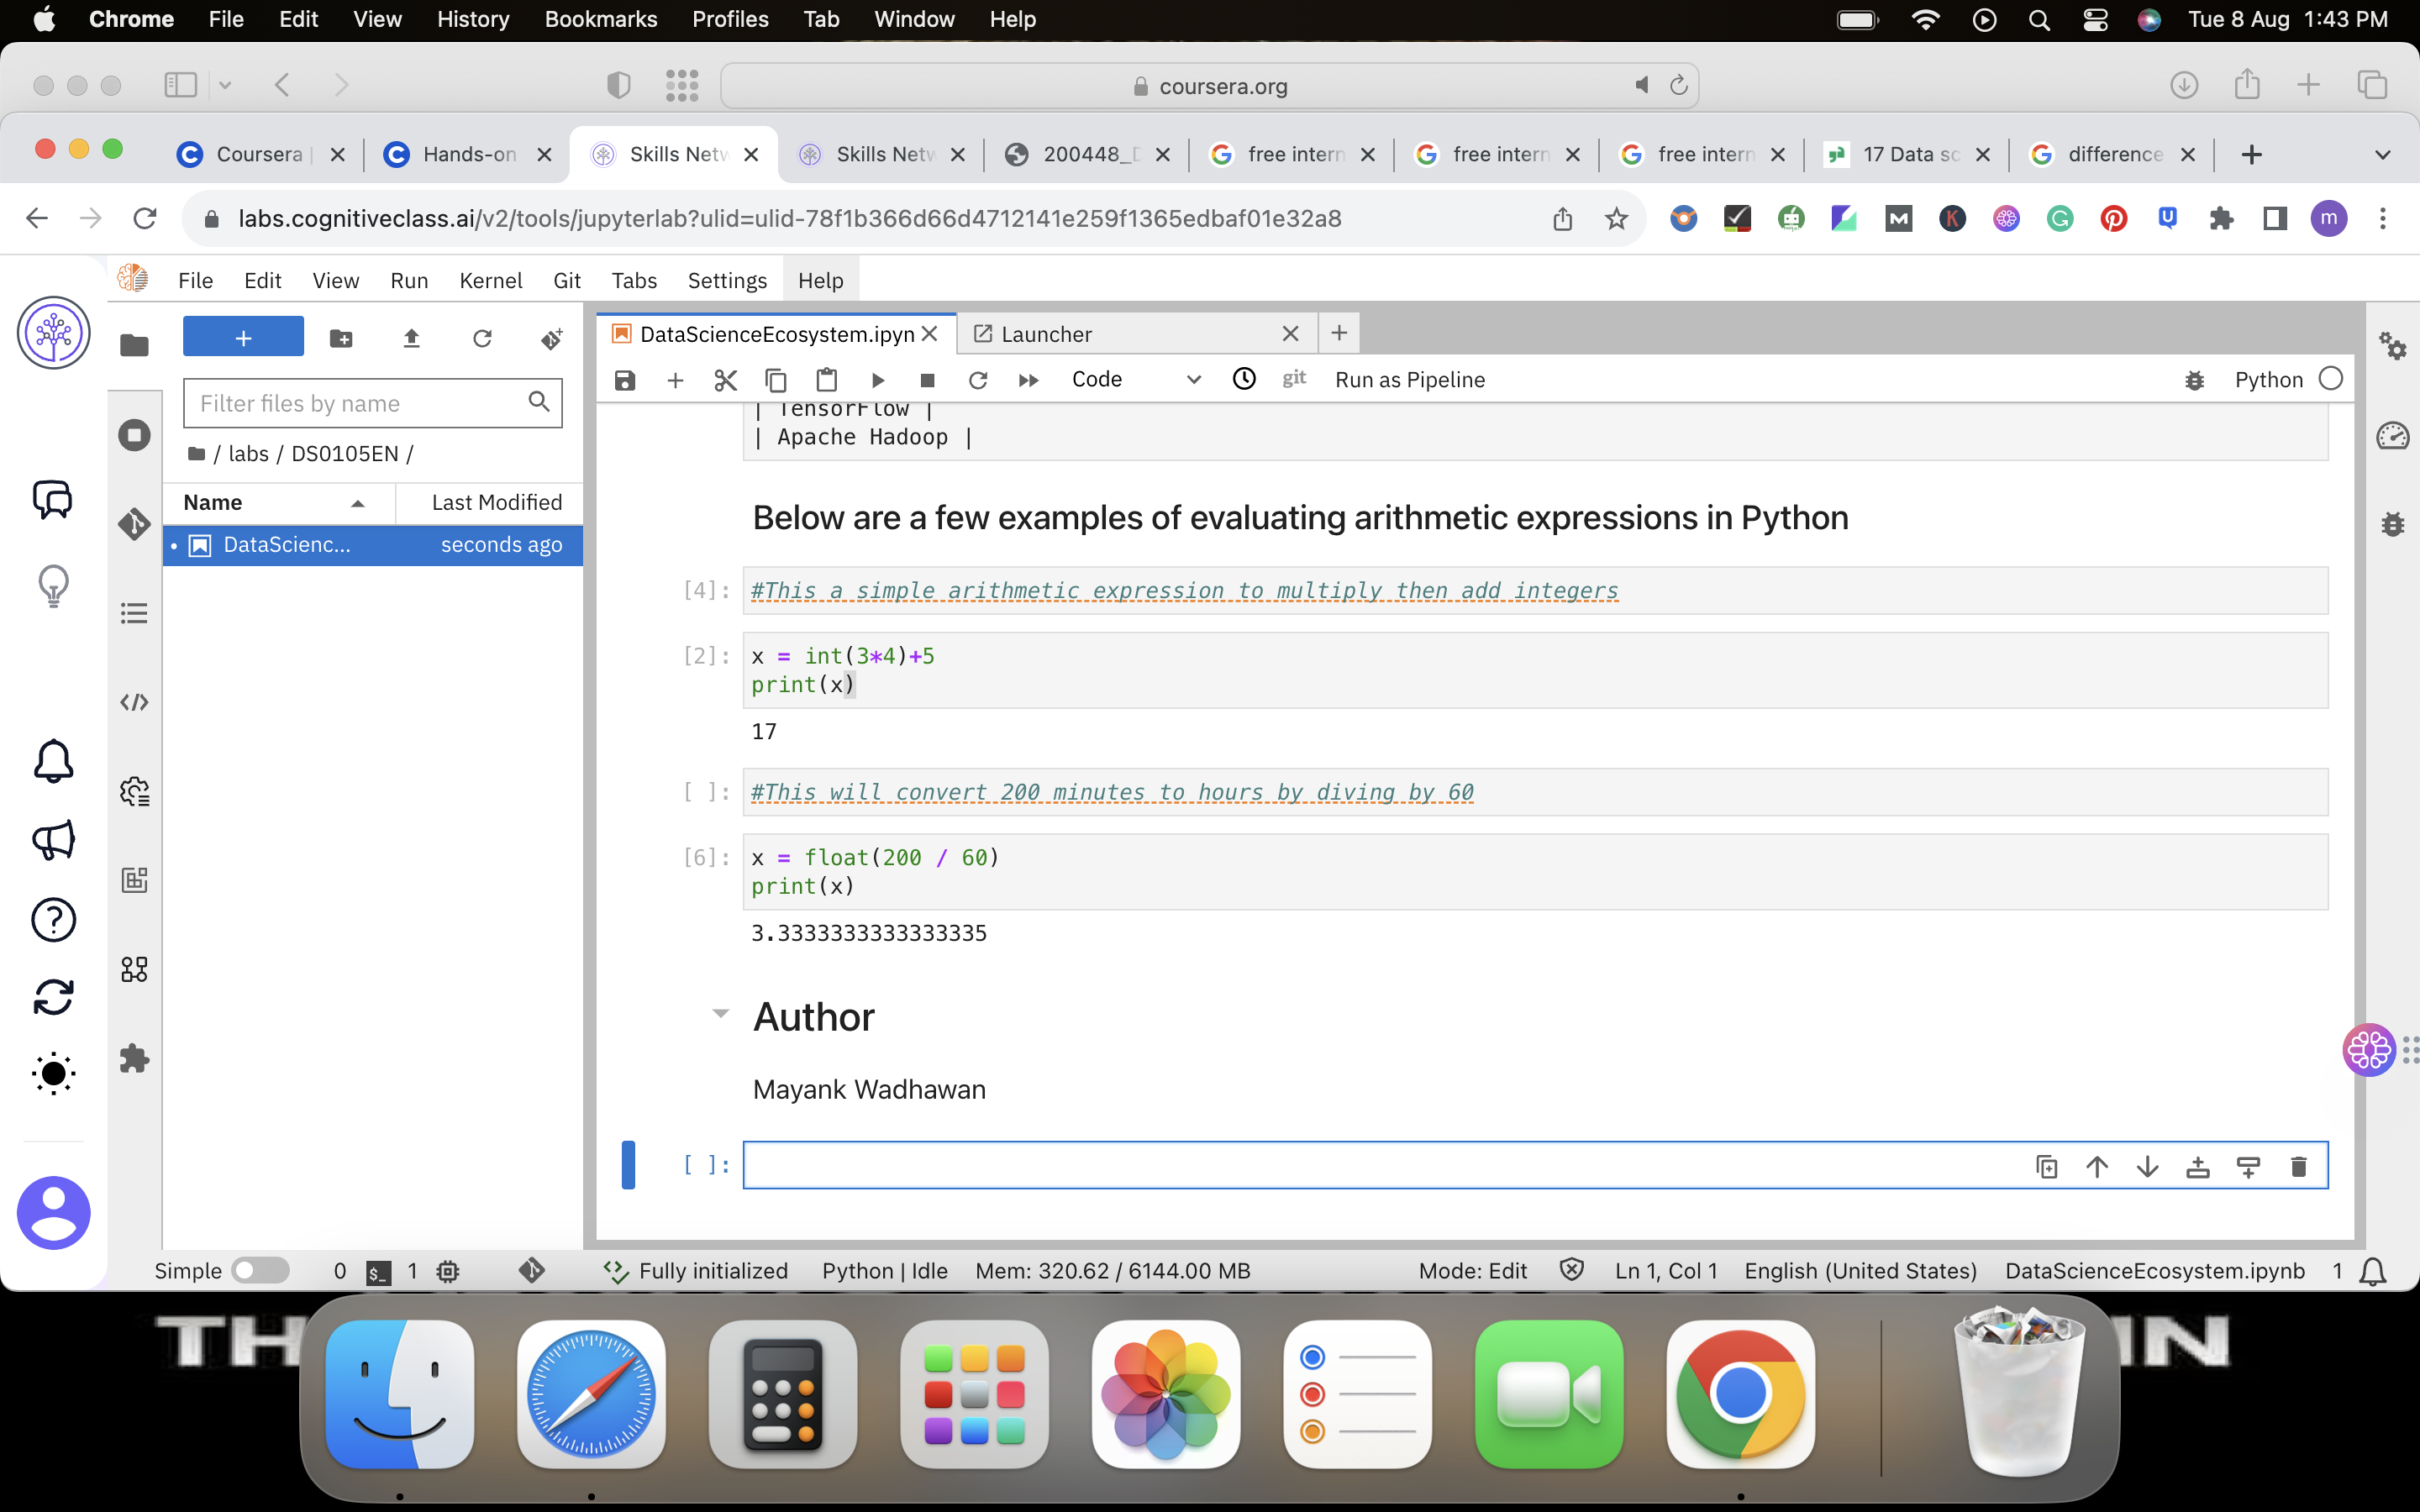 Chrome File Edit View History Bookmarks Profiles Tab Window Help Tue 8 Aug 1:43 PM
coursera.org
Coursera Hands-on Skills Netw Skills Netw 200448_D free intern free intern free intern 17 Data sc difference
labs.cognitiveclass.ai/v2/tools/jupyterlab?ulid=ulid-78f1b366d66d4712141e259f1365edbaf01e32a8 m
File Edit View Run Kernel Git Tabs Settings Help
DataScienceEcosystem.ipyn Launcher
Code git Run as Pipeline Python
Filter files by name
/ labs / DS0105EN /
Name Last Modified
DataScienc... seconds ago
| TensorFlow |
| Apache Hadoop |
Below are a few examples of evaluating arithmetic expressions in Python
[4]: #This a simple arithmetic expression to multiply then add integers
[2]: x = int(3*4)+5
print(x)
17
[ ]: #This will convert 200 minutes to hours by diving by 60
[6]: x = float(200 / 60)
print(x)
3.3333333333333335
Author
Mayank Wadhawan
[ ]:
Simple 0 $_ 1 Fully initialized Python | Idle Mem: 320.62 / 6144.00 MB Mode: Edit Ln 1, Col 1 English (United States) DataScienceEcosystem.ipynb 1
TH IN